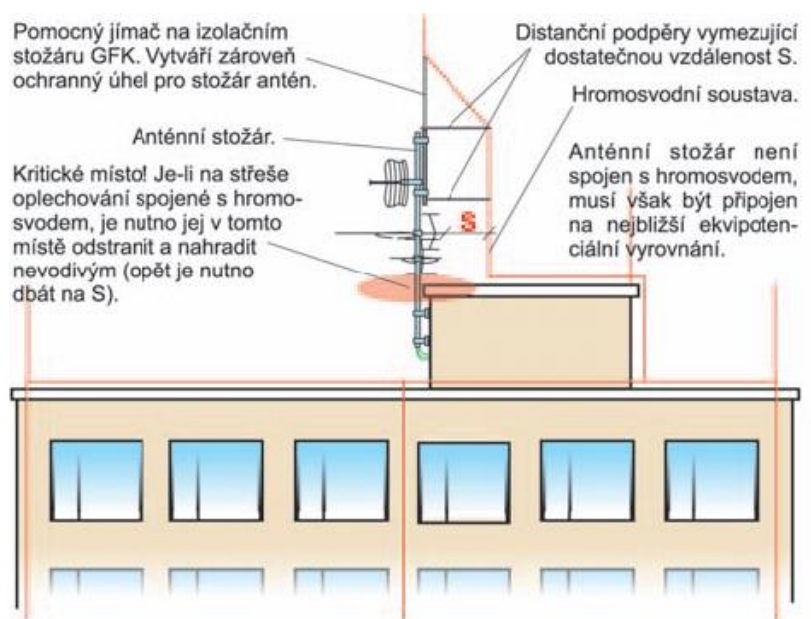 Pomocný jímač na izolačním
stožáru GFK. Vytváří zároveň
ochranný úhel pro stožár antén.
Anténní stožár.
Kritické místo! Je-li na střeše
oplechování spojené s hromo-
svodem, je nutno jej v tomto
místě odstranit a nahradit
nevodivým (opět je nutno
dbát na S).
Distanční podpěry vymezující
dostatečnou vzdálenost S.
Hromosvodní soustava.
Anténní stožár není
spojen s hromosvodem,
musí však být připojen
na nejbližší ekvipoten-
ciální vyrovnání.
S